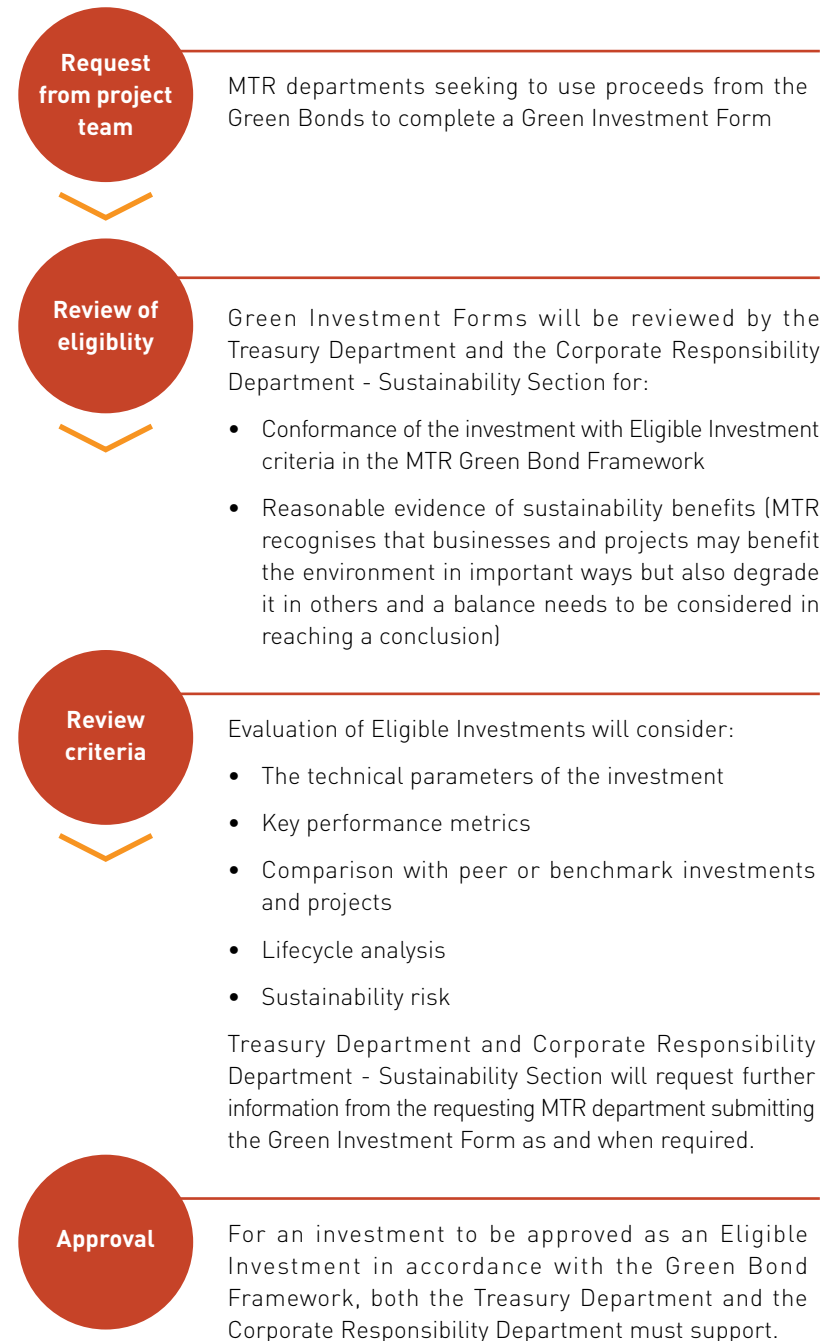 Request
from project
team
MTR departments seeking to use proceeds from the
Green Bonds to complete a Green Investment Form
Review of
eligiblity
Green Investment Forms will be reviewed by the
Treasury Department and the Corporate Responsibility
Department - Sustainability Section for:
• Conformance of the investment with Eligible Investment
criteria in the MTR Green Bond Framework
• Reasonable evidence of sustainability benefits (MTR
recognises that businesses and projects may benefit
the environment in important ways but also degrade
it in others and a balance needs to be considered in
reaching a conclusion)
Review
criteria
Evaluation of Eligible Investments will consider:
• The technical parameters of the investment
• Key performance metrics
• Comparison with peer or benchmark investments
and projects
• Lifecycle analysis
• Sustainability risk
Treasury Department and Corporate Responsibility
Department - Sustainability Section will request further
information from the requesting MTR department submitting
the Green Investment Form as and when required.
Approval
For an investment to be approved as an Eligible
Investment in accordance with the Green Bond
Framework, both the Treasury Department and the
Corporate Responsibility Department must support.